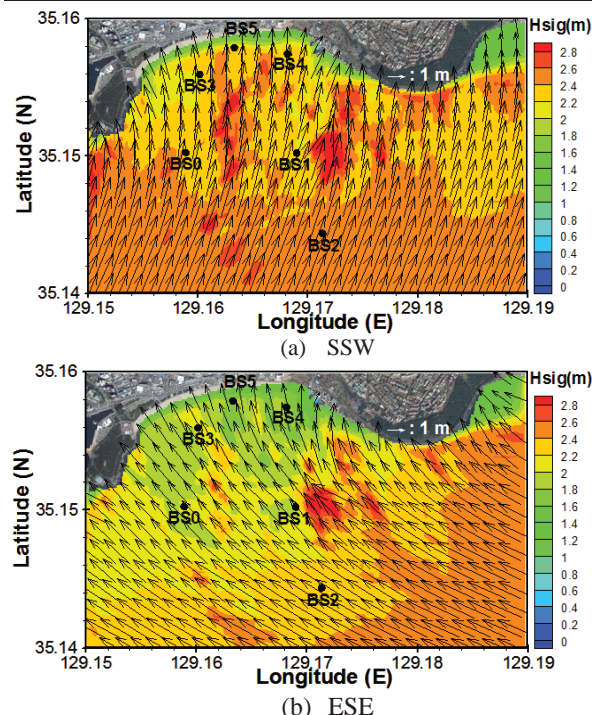 Hsig(m)
35.16
BS5
BS4
BS3
: 1 m
2.8
2.6
2.4
2.2
2
1.8
1.6
1.4
1.2
1
0.8
0.6
0.4
0.2
0
Latitude (N)
35.15
BS0
BS1
BS2
35.14
129.15
129.16
129.17
129.18
129.19
Longitude (E)
(a) SSW
Hsig(m)
35.16
BS5
BS4
BS3
: 1 m
2.8
2.6
2.4
2.2
2
1.8
1.6
1.4
1.2
1
0.8
0.6
0.4
0.2
0
Latitude (N)
35.15
BS0
BS1
BS2
35.14
129.15
129.16
129.17
129.18
129.19
Longitude (E)
(b) ESE